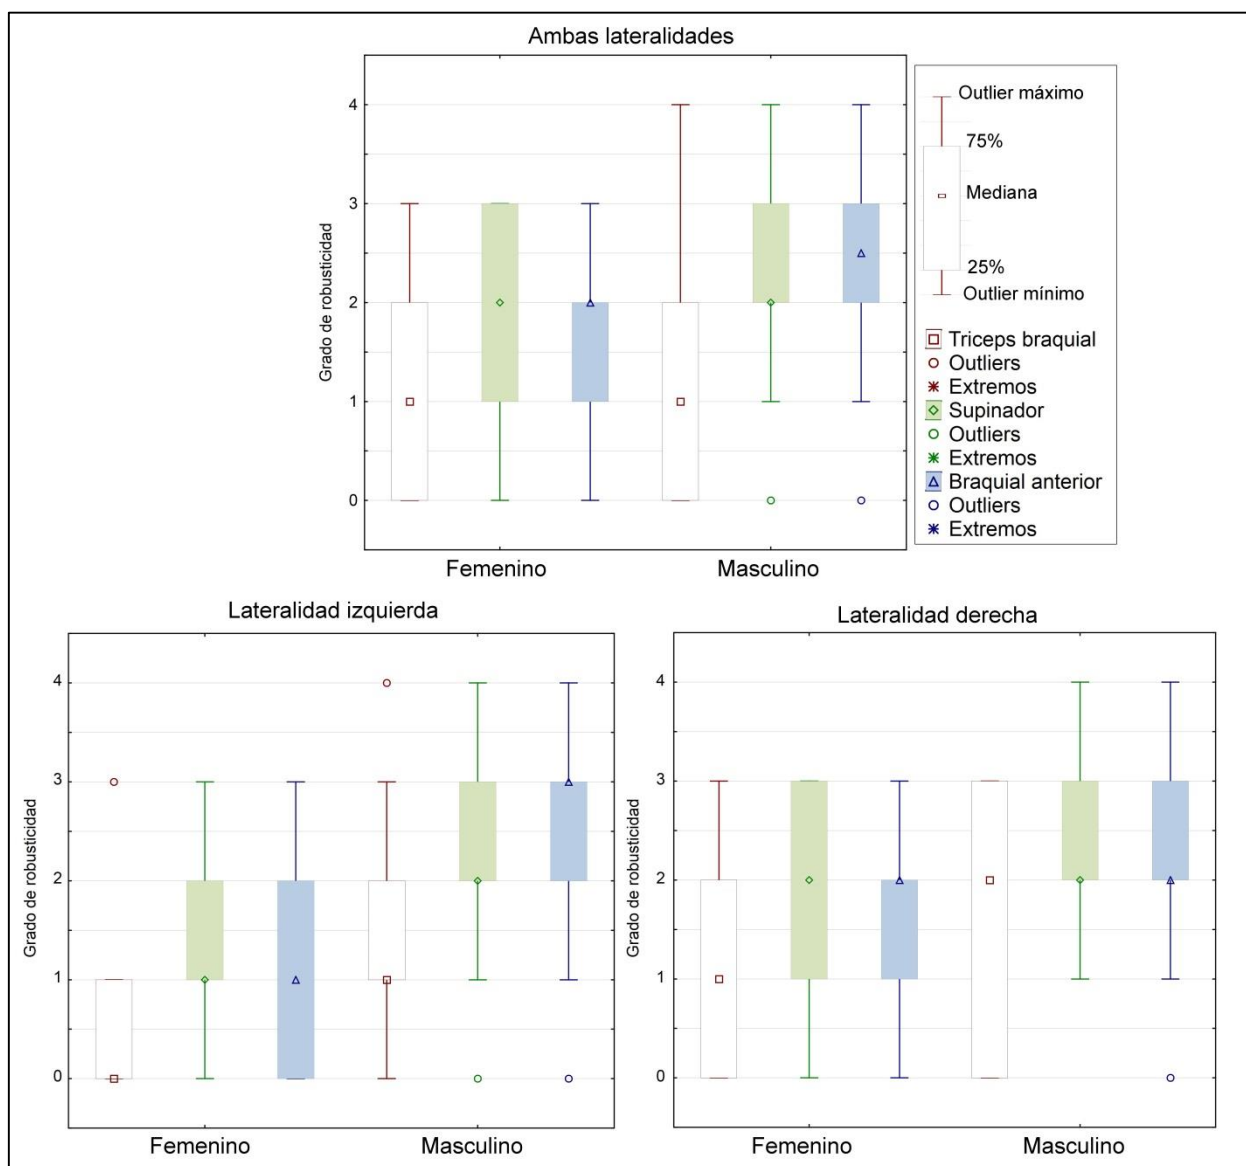 Ambas lateralidades
Grado de robusticidad
4
3
2
1
0
Femenino
Masculino
Outlier máximo
75%
Mediana
25%
Outlier mínimo
Triceps braquial
Outliers
Extremos
Supinador
Outliers
Extremos
Braquial anterior
Outliers
Extremos
Lateralidad izquierda
Grado de robusticidad
4
3
2
1
0
Femenino
Masculino
Lateralidad derecha
Grado de robusticidad
4
3
2
1
0
Femenino
Masculino